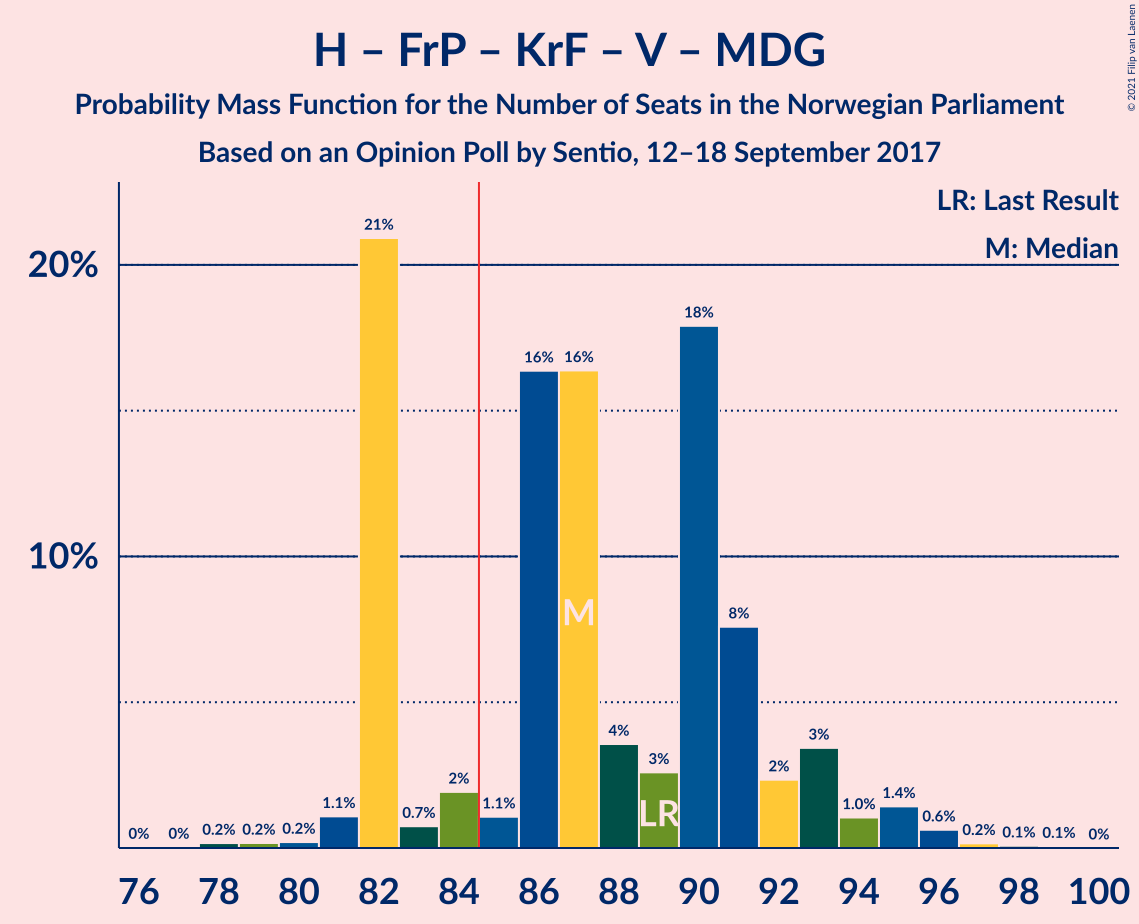 H – FrP – KrF – V – MDG
Probability Mass Function for the Number of Seats in the Norwegian Parliament
Based on an Opinion Poll by Sentio, 12–18 September 2017
© 2021 Filip van Laenen
LR: Last Result
M: Median
20%
10%
0% 0% 0.2% 0.2% 0.2% 1.1% 21% 0.7% 2% 1.1% 16% 16% 4% 3% 18% 8% 2% 3% 1.0% 1.4% 0.6% 0.2% 0.1% 0.1% 0%
M
LR
76 78 80 82 84 86 88 90 92 94 96 98 100